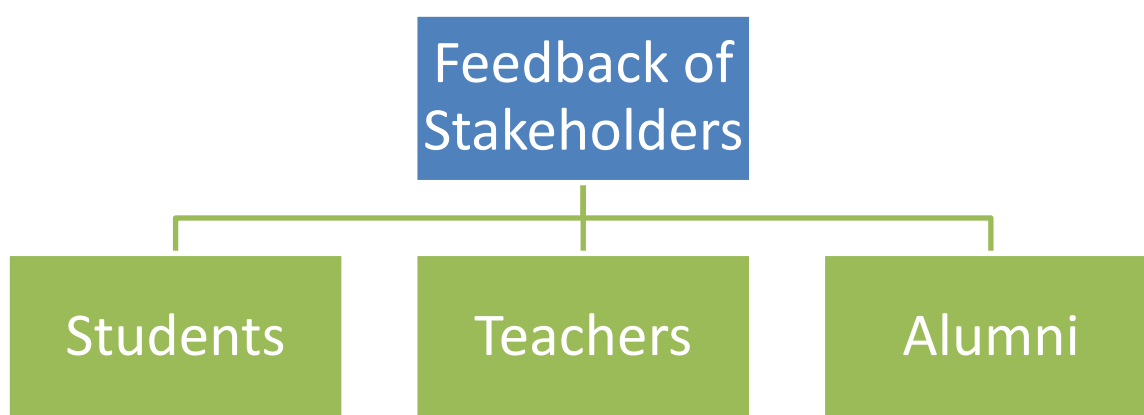 Feedback of
Stakeholders
Students
Teachers
Alumni